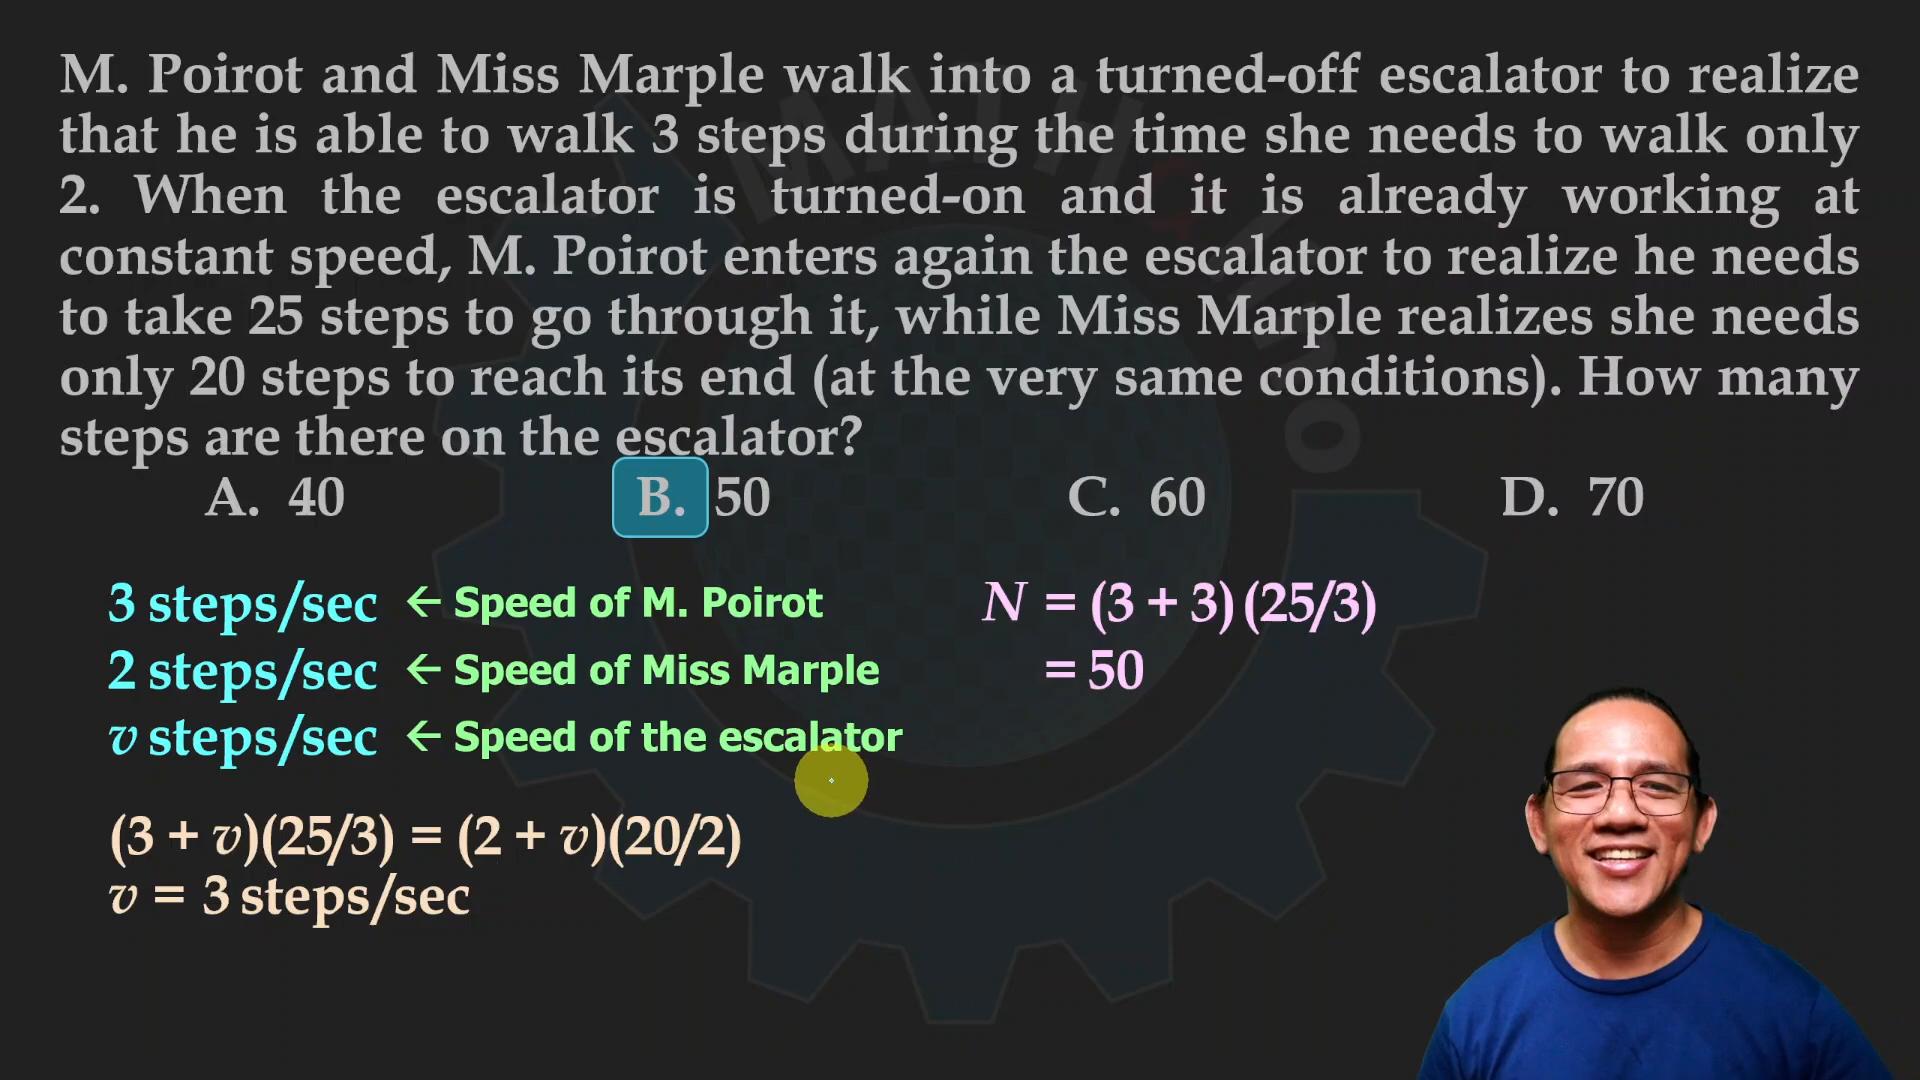 M. Poirot and Miss Marple walk into a turned-off escalator to realize
that he is able to walk 3 steps during the time she needs to walk only
2. When the escalator is turned-on and it is already working at
constant speed, M. Poirot enters again the escalator to realize he needs
to take 25 steps to go through it, while Miss Marple realizes she needs
only 20 steps to reach its end (at the very same conditions). How many
steps are there on the escalator?
A. 40 B. 50 C. 60 D. 70
3 steps/sec ← Speed of M. Poirot
2 steps/sec ← Speed of Miss Marple
v steps/sec ← Speed of the escalator
(3 + v)(25/3) = (2 + v)(20/2)
v = 3 steps/sec
N = (3 + 3)(25/3)
= 50